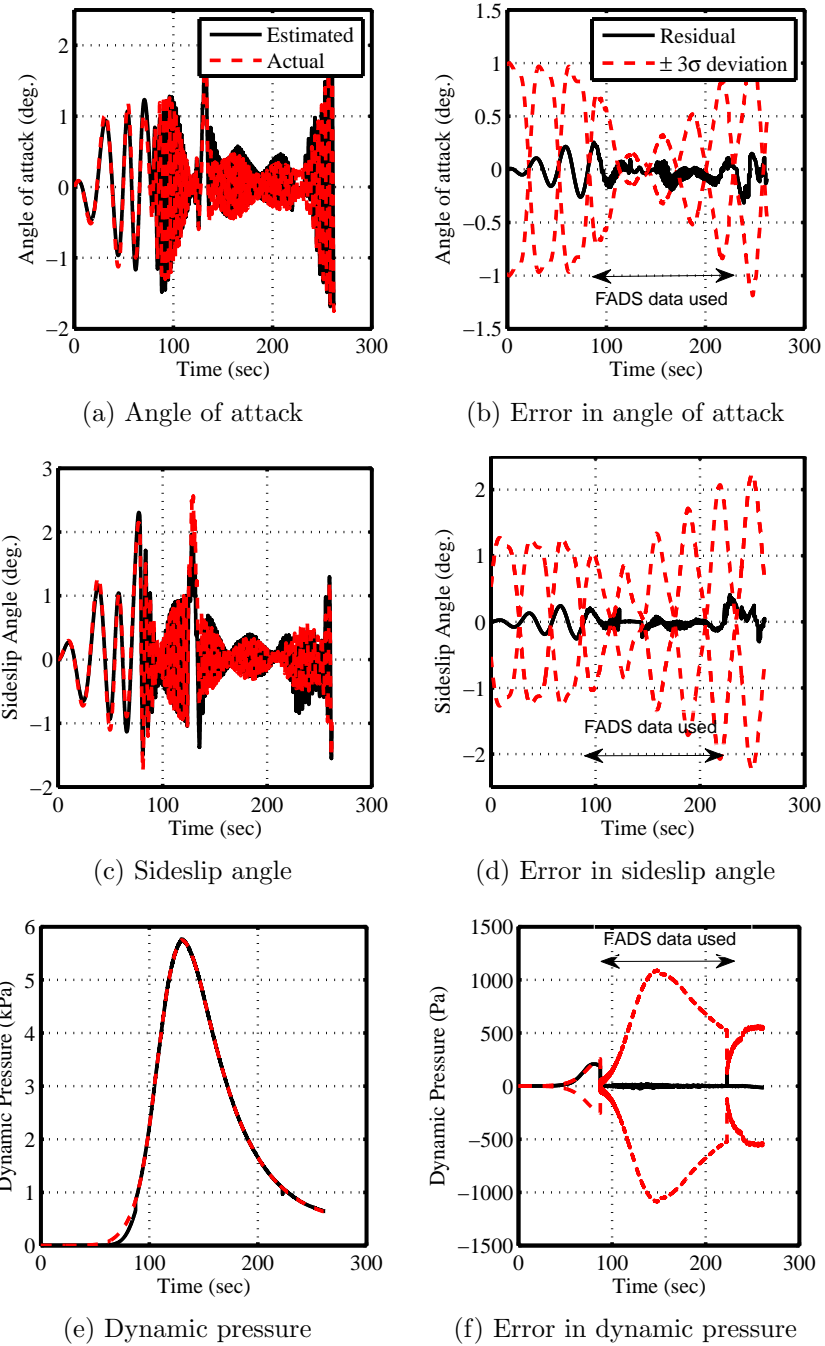 Estimated
Actual
2
1
0
−1
−2
0
100
200
300
Angle of attack (deg.)
Time (sec)
(a) Angle of attack
Residual
± 3σ deviation
1.5
1
0.5
0
−0.5
−1
−1.5
0
100
200
300
Angle of attack (deg.)
FADS data used
Time (sec)
(b) Error in angle of attack
3
2
1
0
−1
−2
0
100
200
300
Sideslip Angle (deg.)
Time (sec)
(c) Sideslip angle
2
1
0
−1
−2
0
100
200
300
Sideslip Angle (deg.)
FADS data used
Time (sec)
(d) Error in sideslip angle
6
5
4
3
2
1
0
0
100
200
300
Dynamic Pressure (kPa)
Time (sec)
(e) Dynamic pressure
1500
1000
500
0
−500
−1000
−1500
0
100
200
300
Dynamic Pressure (Pa)
FADS data used
Time (sec)
(f) Error in dynamic pressure